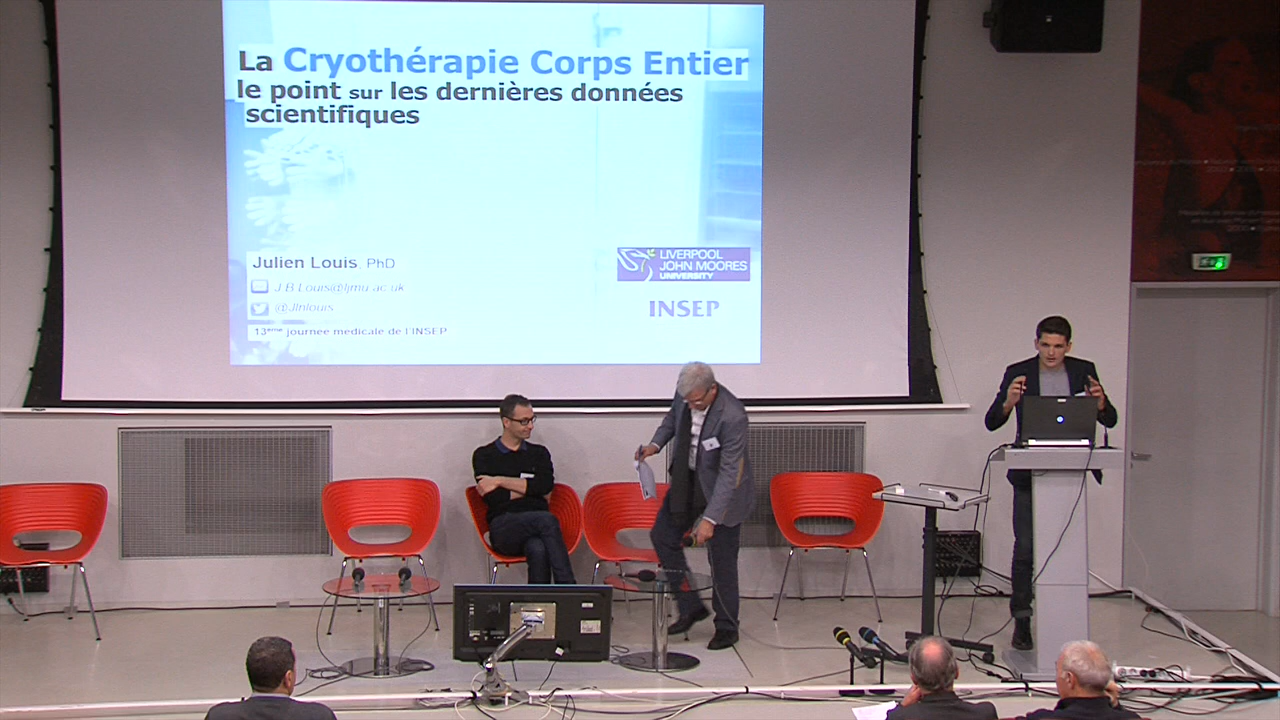 La Cryothérapie Corps Entier
le point sur les dernières données
scientifiques
Julien Louis, PhD
J.B.Louis@ljmu.ac.uk
@Jlnlouis
13ème journée médicale de l'INSEP
LIVERPOOL
JOHN MOORES
UNIVERSITY
INSEP